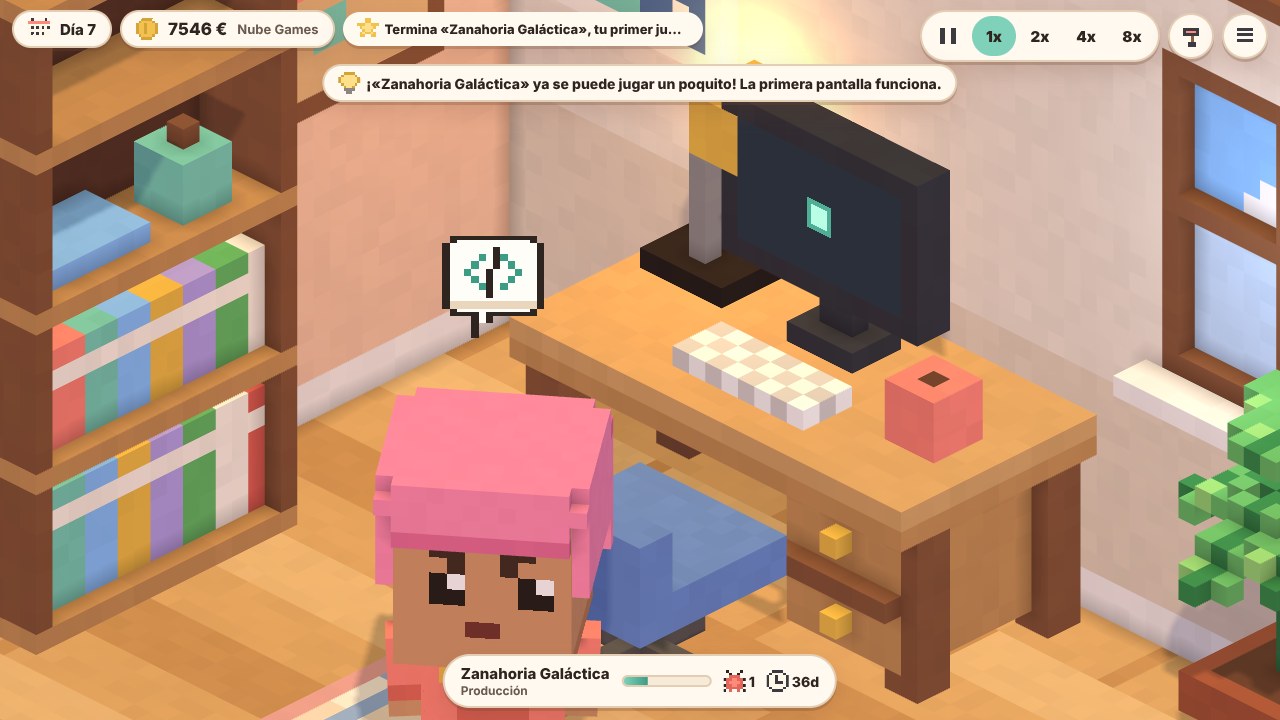 Día 7
7546 € Nube Games
Termina «Zanahoria Galáctica», tu primer ju...
1x 2x 4x 8x
¡«Zanahoria Galáctica» ya se puede jugar un poquito! La primera pantalla funciona.
Zanahoria Galáctica
Producción
1 36d